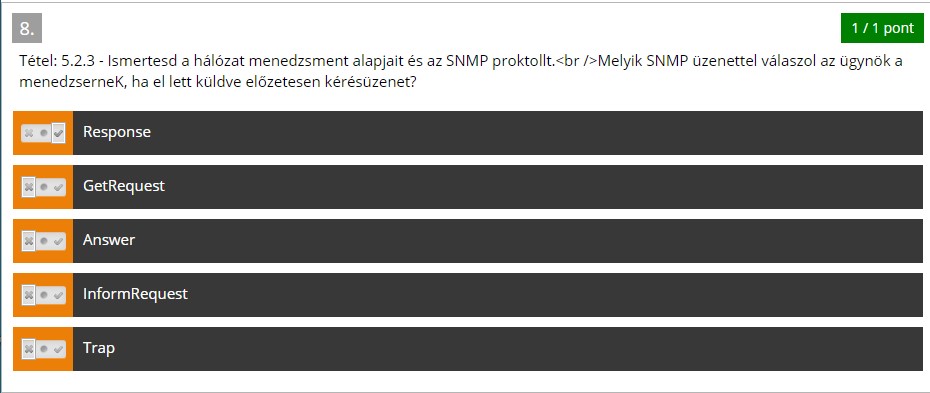 8.
1 / 1 pont
Tétel: 5.2.3 - Ismertesd a hálózat menedzsment alapjait és az SNMP proktollt.<br />Melyik SNMP üzenettel válaszol az ügynök a
menedzserneK, ha el lett küldve előzetesen kérésüzenet?
Response
GetRequest
Answer
InformRequest
Trap